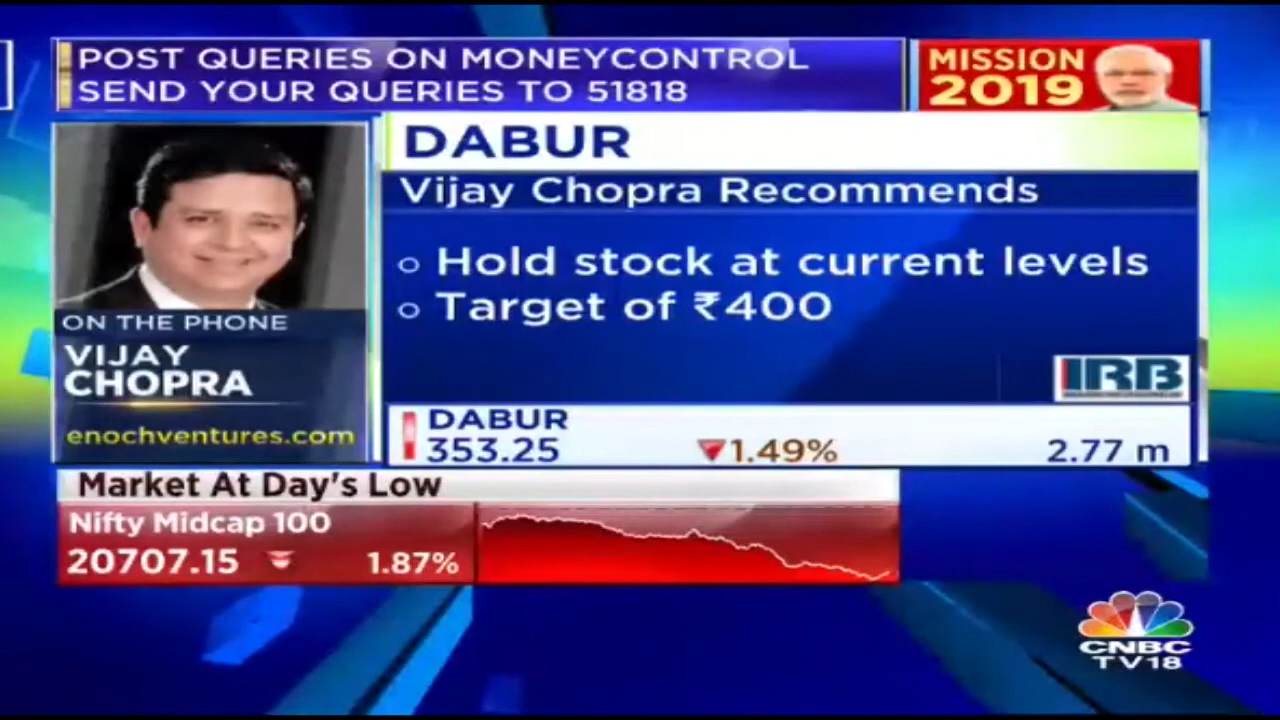 POST QUERIES ON MONEYCONTROL
SEND YOUR QUERIES TO 51818
MISSION
2019
DABUR
Vijay Chopra Recommends
Hold stock at current levels
Target of ₹400
ON THE PHONE
VIJAY
CHOPRA
enochventures.com
IRB
DABUR
353.25 1.49% 2.77 m
Market At Day's Low
Nifty Midcap 100
20707.15 1.87%
CNBC
TV18